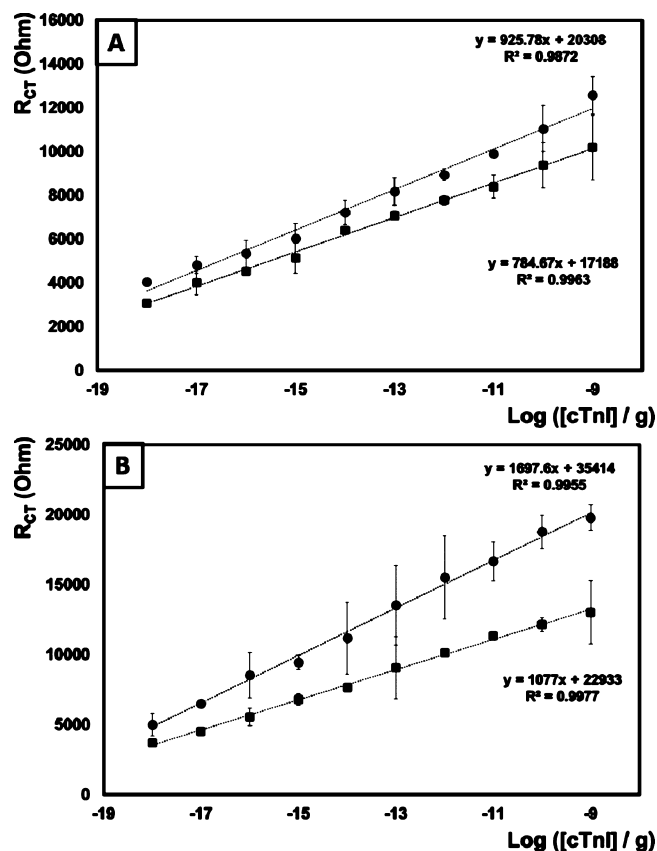 A
R_CT (Ohm)
16000
14000
12000
10000
8000
6000
4000
2000
0
y = 925.78x + 20308
R² = 0.9872
y = 784.67x + 17188
R² = 0.9963
-19 -17 -15 -13 -11 -9
Log ([cTnI] / g)
B
R_CT (Ohm)
25000
20000
15000
10000
5000
0
y = 1697.6x + 35414
R² = 0.9955
y = 1077x + 22933
R² = 0.9977
-19 -17 -15 -13 -11 -9
Log ([cTnI] / g)